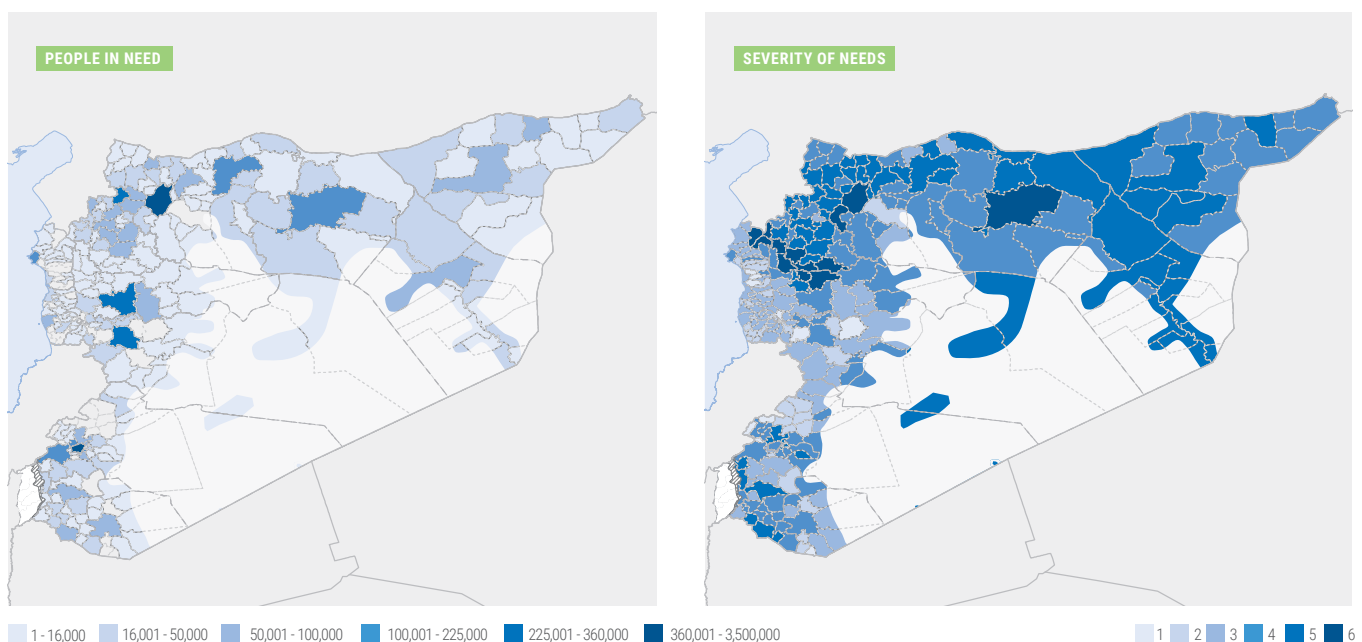 PEOPLE IN NEED
SEVERITY OF NEEDS
1 - 16,000 16,001 - 50,000 50,001 - 100,000 100,001 - 225,000 225,001 - 360,000 360,001 - 3,500,000
1 2 3 4 5 6